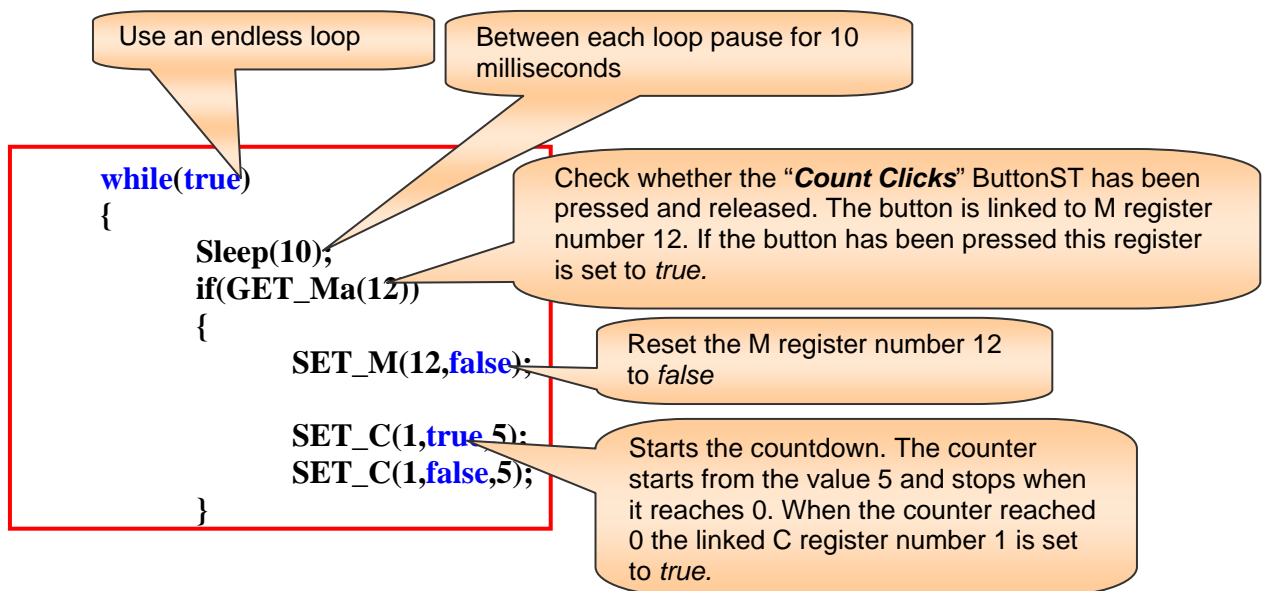 Use an endless loop
Between each loop pause for 10
milliseconds
while(true)
{
Sleep(10);
if(GET_Ma(12))
{
SET_M(12,false);
SET_C(1,true,5);
SET_C(1,false,5);
}
Check whether the “Count Clicks” ButtonST has been
pressed and released. The button is linked to M register
number 12. If the button has been pressed this register
is set to true.
Reset the M register number 12
to false
Starts the countdown. The counter
starts from the value 5 and stops when
it reaches 0. When the counter reached
0 the linked C register number 1 is set
to true.